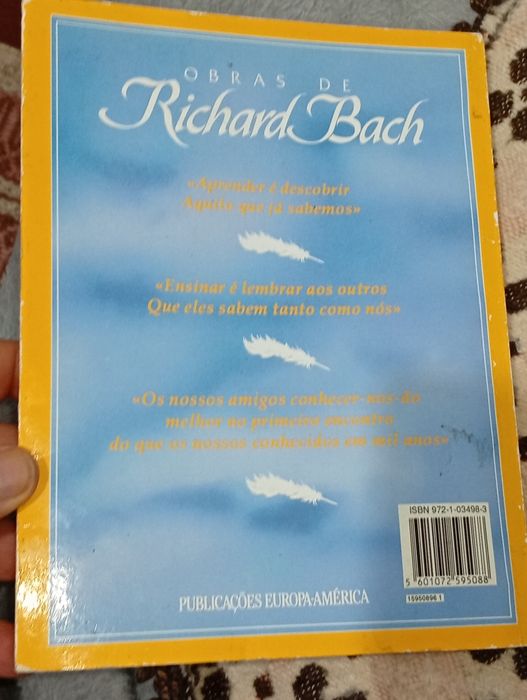 OBRAS DE
Richard Bach
«Aprender é descobrir
Aquilo que já sabemos»
«Ensinar é lembrar aos outros
Que eles sabem tanto como nós»
«Os nossos amigos conhecer-nos-ão
melhor no primeiro encontro
do que os nossos conhecidos em mil anos»
ISBN 972-1-03498-3
5 601072 595088
15950896 1
PUBLICAÇÕES EUROPA-AMÉRICA